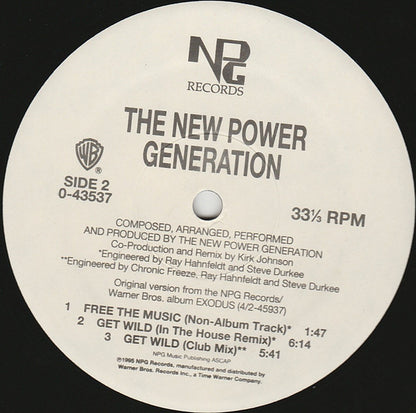 NPG
RECORDS
THE NEW POWER
GENERATION
WB
SIDE 2
0-43537
33⅓ RPM
COMPOSED, ARRANGED, PERFORMED
AND PRODUCED BY THE NEW POWER GENERATION
Co-Production and Remix by Kirk Johnson
*Engineered by Ray Hahnfeldt and Steve Durkee
**Engineered by Chronic Freeze, Ray Hahnfeldt and Steve Durkee
Original version from the NPG Records/
Warner Bros. album EXODUS (4/2-45937)
1 FREE THE MUSIC (Non-Album Track)* 1:47
2 GET WILD (In The House Remix)* 6:14
3 GET WILD (Club Mix)** 5:41
NPG Music Publishing ASCAP
℗1995 NPG Records, manufactured and distributed by
Warner Bros. Records Inc., a Time Warner Company.